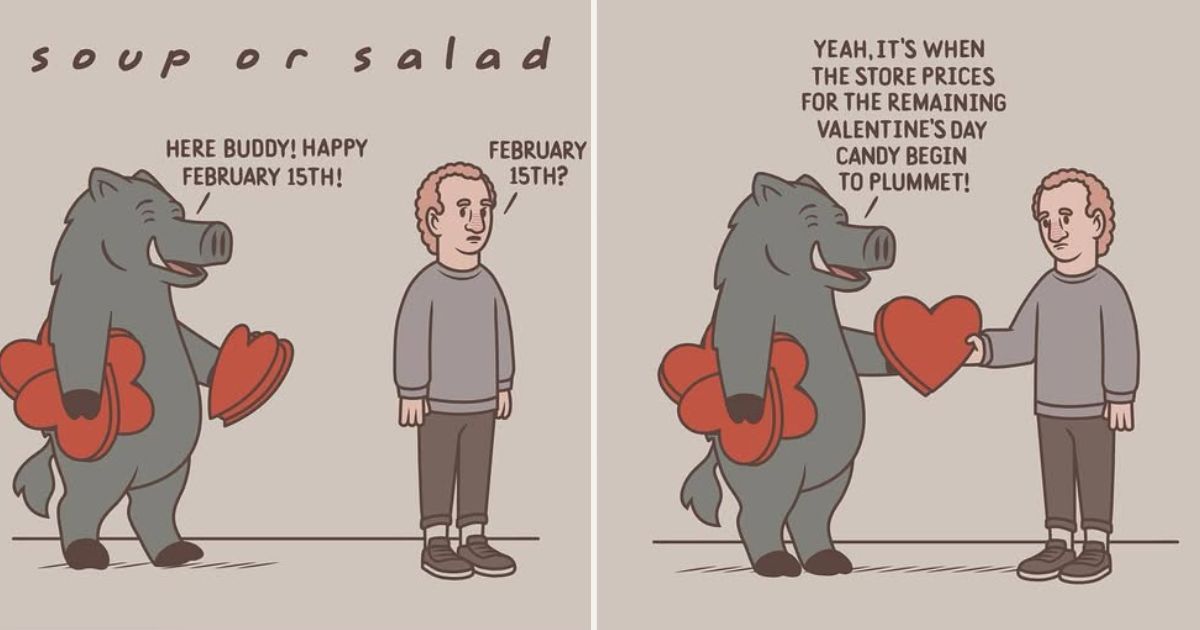 soup or salad
HERE BUDDY! HAPPY
FEBRUARY 15TH!
FEBRUARY
15TH?
YEAH, IT'S WHEN
THE STORE PRICES
FOR THE REMAINING
VALENTINE'S DAY
CANDY BEGIN
TO PLUMMET!